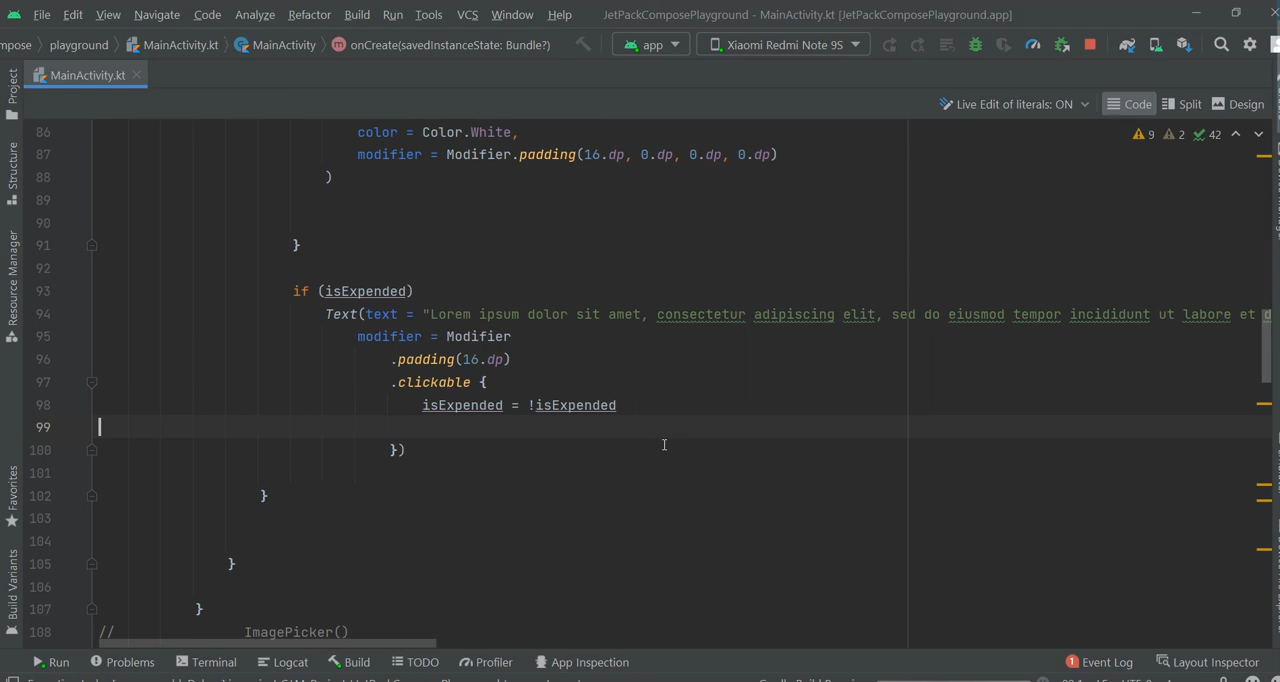 File Edit View Navigate Code Analyze Refactor Build Run Tools VCS Window Help JetPackComposePlayground - MainActivity.kt [JetPackComposePlayground.app]
mpose playground MainActivity.kt MainActivity onCreate(savedInstanceState: Bundle?) app Xiaomi Redmi Note 9S
MainActivity.kt
Live Edit of literals: ON Code Split Design
9 2 42
86 color = Color.White,
87 modifier = Modifier.padding(16.dp, 0.dp, 0.dp, 0.dp)
88 )
89
90
91 }
92
93 if (isExpended)
94 Text(text = "Lorem ipsum dolor sit amet, consectetur adipiscing elit, sed do eiusmod tempor incididunt ut labore et d
95 modifier = Modifier
96 .padding(16.dp)
97 .clickable {
98 isExpended = !isExpended
99
100 })
101
102 }
103
104
105 }
106
107 }
108 // ImagePicker()
Project
Structure
Resource Manager
Favorites
Build Variants
Run Problems Terminal Logcat Build TODO Profiler App Inspection 1 Event Log Layout Inspector